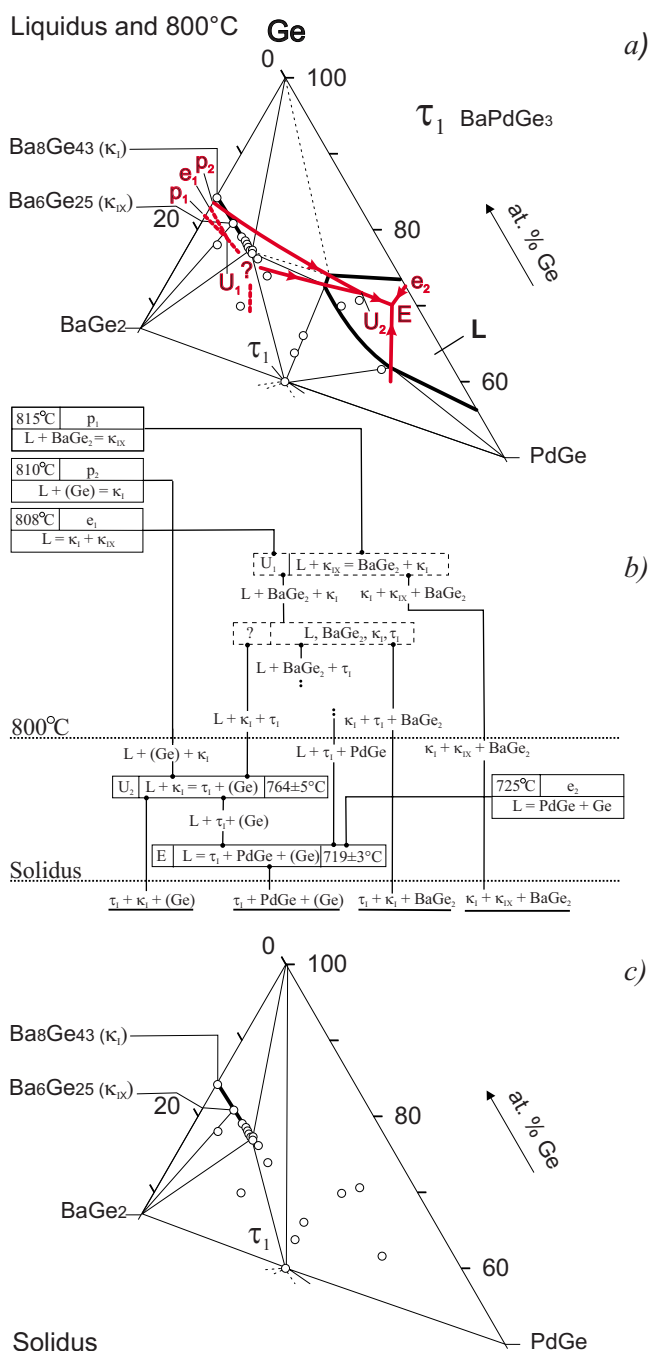 Liquidus and 800°C
Ge
a)
0
100
τ₁ BaPdGe₃
Ba8Ge43 (κI)
p₂
e₁
Ba6Ge25 (κIX)
p₁
20
80
at. % Ge
?
e₂
U₁
E
U₂
BaGe2
L
τ₁
60
PdGe
815°C p₁
L + BaGe₂ = κIX
810°C p₂
L + (Ge) = κI
808°C e₁
L = κI + κIX
b)
U₁ L + κIX = BaGe₂ + κI
L + BaGe₂ + κI
κI + κIX + BaGe₂
? L, BaGe₂, κI, τ₁
L + BaGe₂ + τ₁
L + κI + τ₁
κI + τ₁ + BaGe₂
800°C
L + (Ge) + κI
L + τ₁ + PdGe
κI + κIX + BaGe₂
U₂ L + κI = τ₁ + (Ge) 764±5°C
725°C e₂
L = PdGe + Ge
L + τ₁+ (Ge)
E L = τ₁ + PdGe + (Ge) 719±3°C
Solidus
τ₁ + κI + (Ge)
τ₁ + PdGe + (Ge)
τ₁ + κI + BaGe₂
κI + κIX + BaGe₂
0
100
c)
Ba8Ge43 (κI)
Ba6Ge25 (κIX)
20
80
at. % Ge
BaGe2
τ₁
60
PdGe
Solidus